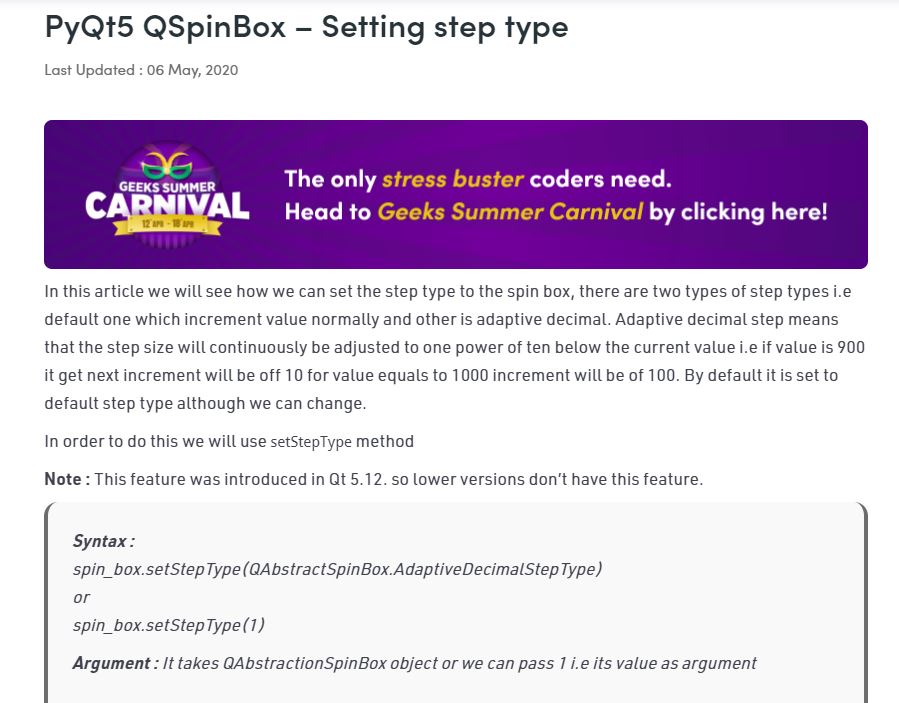 PyQt5 QSpinBox – Setting step type
Last Updated : 06 May, 2020
GEEKS SUMMER
CARNIVAL
12 APR - 18 APR
The only stress buster coders need.
Head to Geeks Summer Carnival by clicking here!
In this article we will see how we can set the step type to the spin box, there are two types of step types i.e
default one which increment value normally and other is adaptive decimal. Adaptive decimal step means
that the step size will continuously be adjusted to one power of ten below the current value i.e if value is 900
it get next increment will be off 10 for value equals to 1000 increment will be of 100. By default it is set to
default step type although we can change.
In order to do this we will use setStepType method
Note : This feature was introduced in Qt 5.12. so lower versions don’t have this feature.
Syntax :
spin_box.setStepType(QAbstractSpinBox.AdaptiveDecimalStepType)
or
spin_box.setStepType(1)
Argument : It takes QAbstractionSpinBox object or we can pass 1 i.e its value as argument